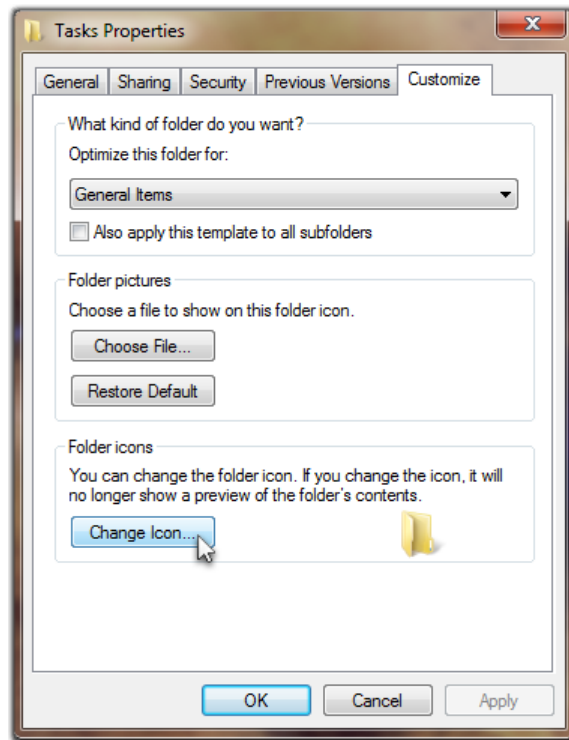 Tasks Properties
General Sharing Security Previous Versions Customize
What kind of folder do you want?
Optimize this folder for:
General Items
Also apply this template to all subfolders
Folder pictures
Choose a file to show on this folder icon.
Choose File...
Restore Default
Folder icons
You can change the folder icon. If you change the icon, it will
no longer show a preview of the folder's contents.
Change Icon...
OK Cancel Apply